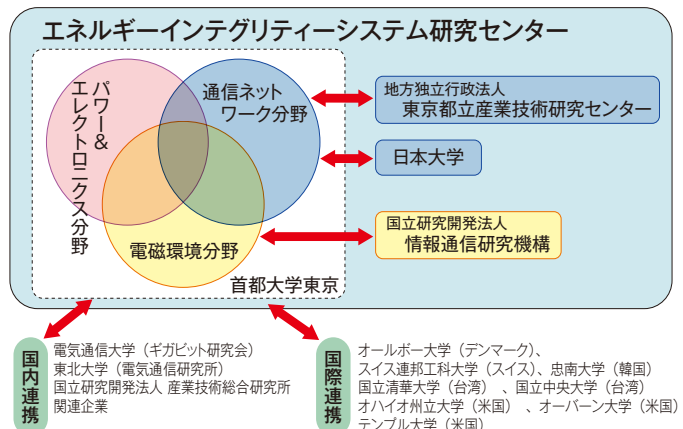 エネルギーインテグリティーシステム研究センター
パワー&
エレクトロニクス分野
通信ネット
ワーク分野
電磁環境分野
首都大学東京
地方独立行政法人
東京都立産業技術研究センター
日本大学
国立研究開発法人
情報通信研究機構
国内連携
電気通信大学（ギガビット研究会）
東北大学（電気通信研究所）
国立研究開発法人 産業技術総合研究所
関連企業
国際連携
オールボー大学（デンマーク）、
スイス連邦工科大学（スイス）、忠南大学（韓国）
国立清華大学（台湾）、国立中央大学（台湾）
オハイオ州立大学（米国）、オーバーン大学（米国）
テンプル大学（米国）